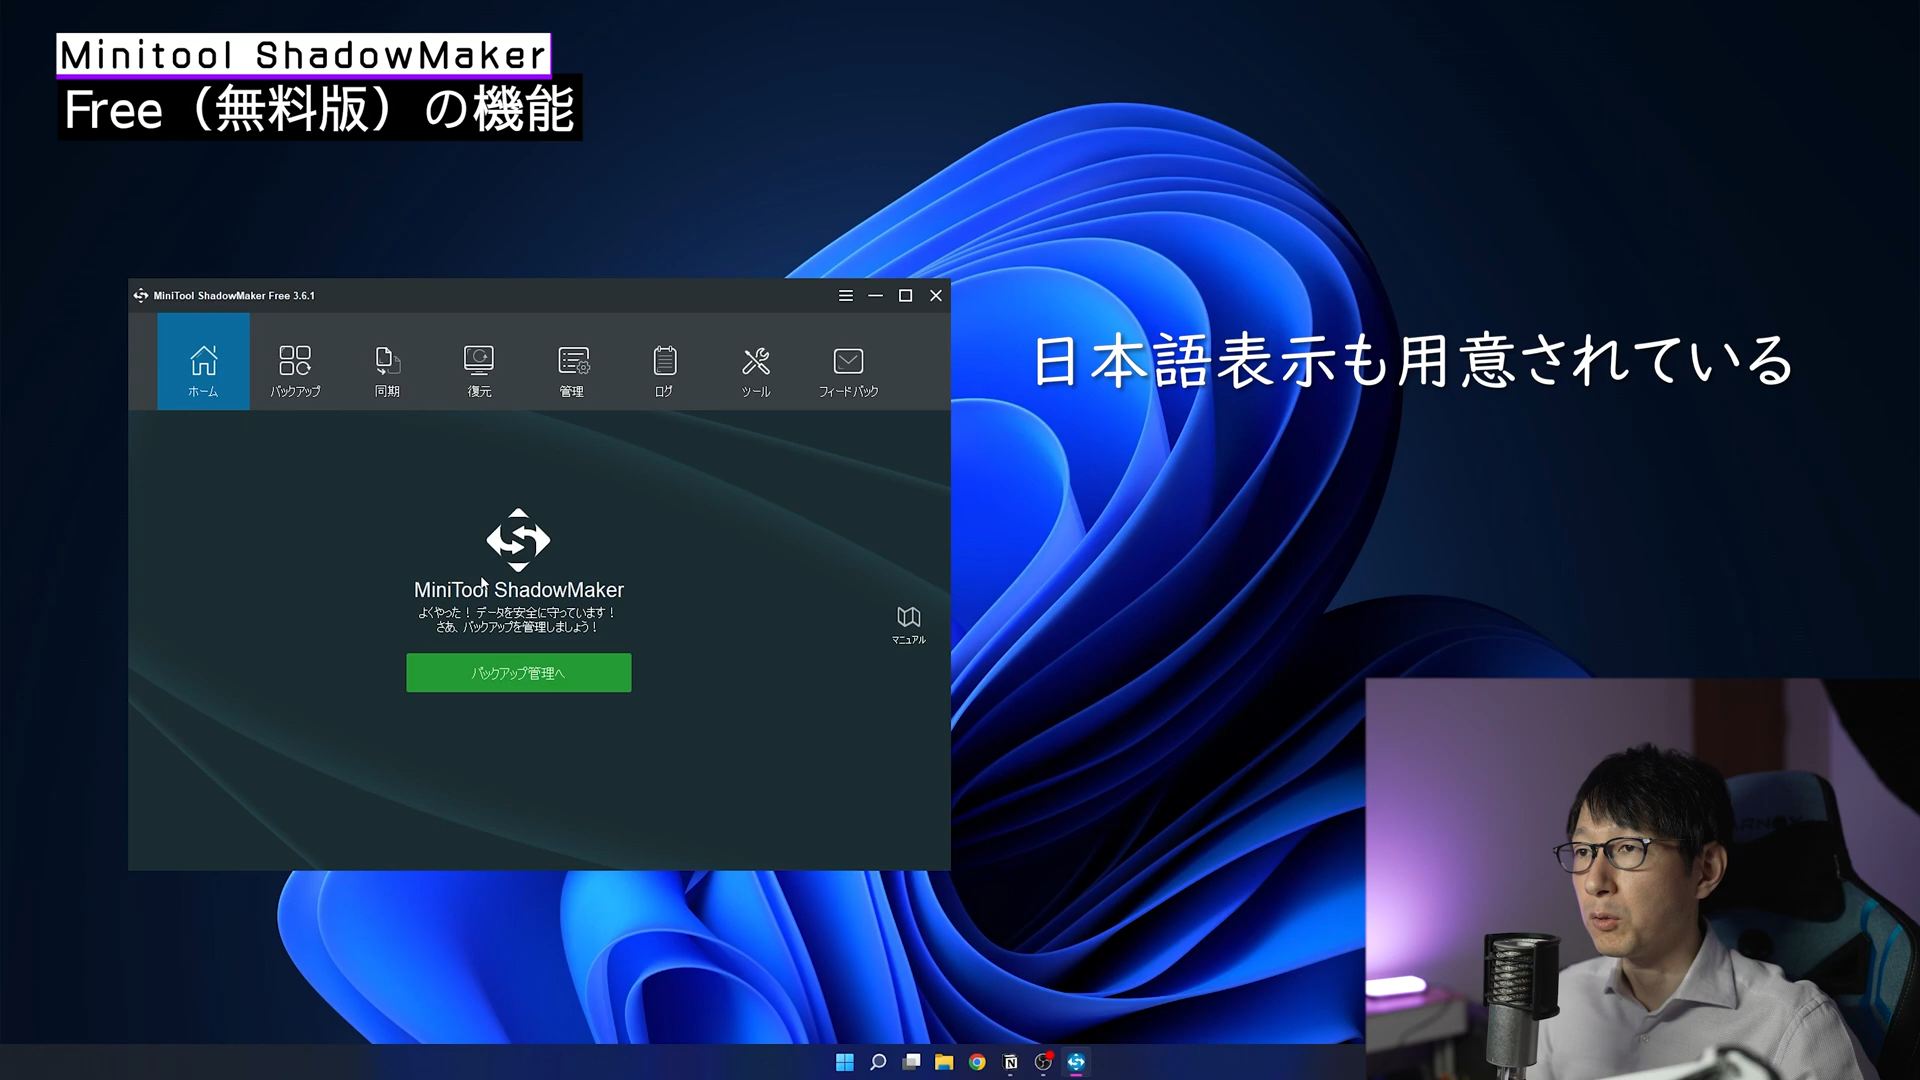 Minitool ShadowMaker
Free（無料版）の機能
MiniTool ShadowMaker Free 3.6.1
ホーム
バックアップ
同期
復元
管理
ログ
ツール
フィードバック
日本語表示も用意されている
MiniTool ShadowMaker
よくやった！ データを安全に守っています！
さあ、バックアップを管理しましょう！
マニュアル
バックアップ管理へ